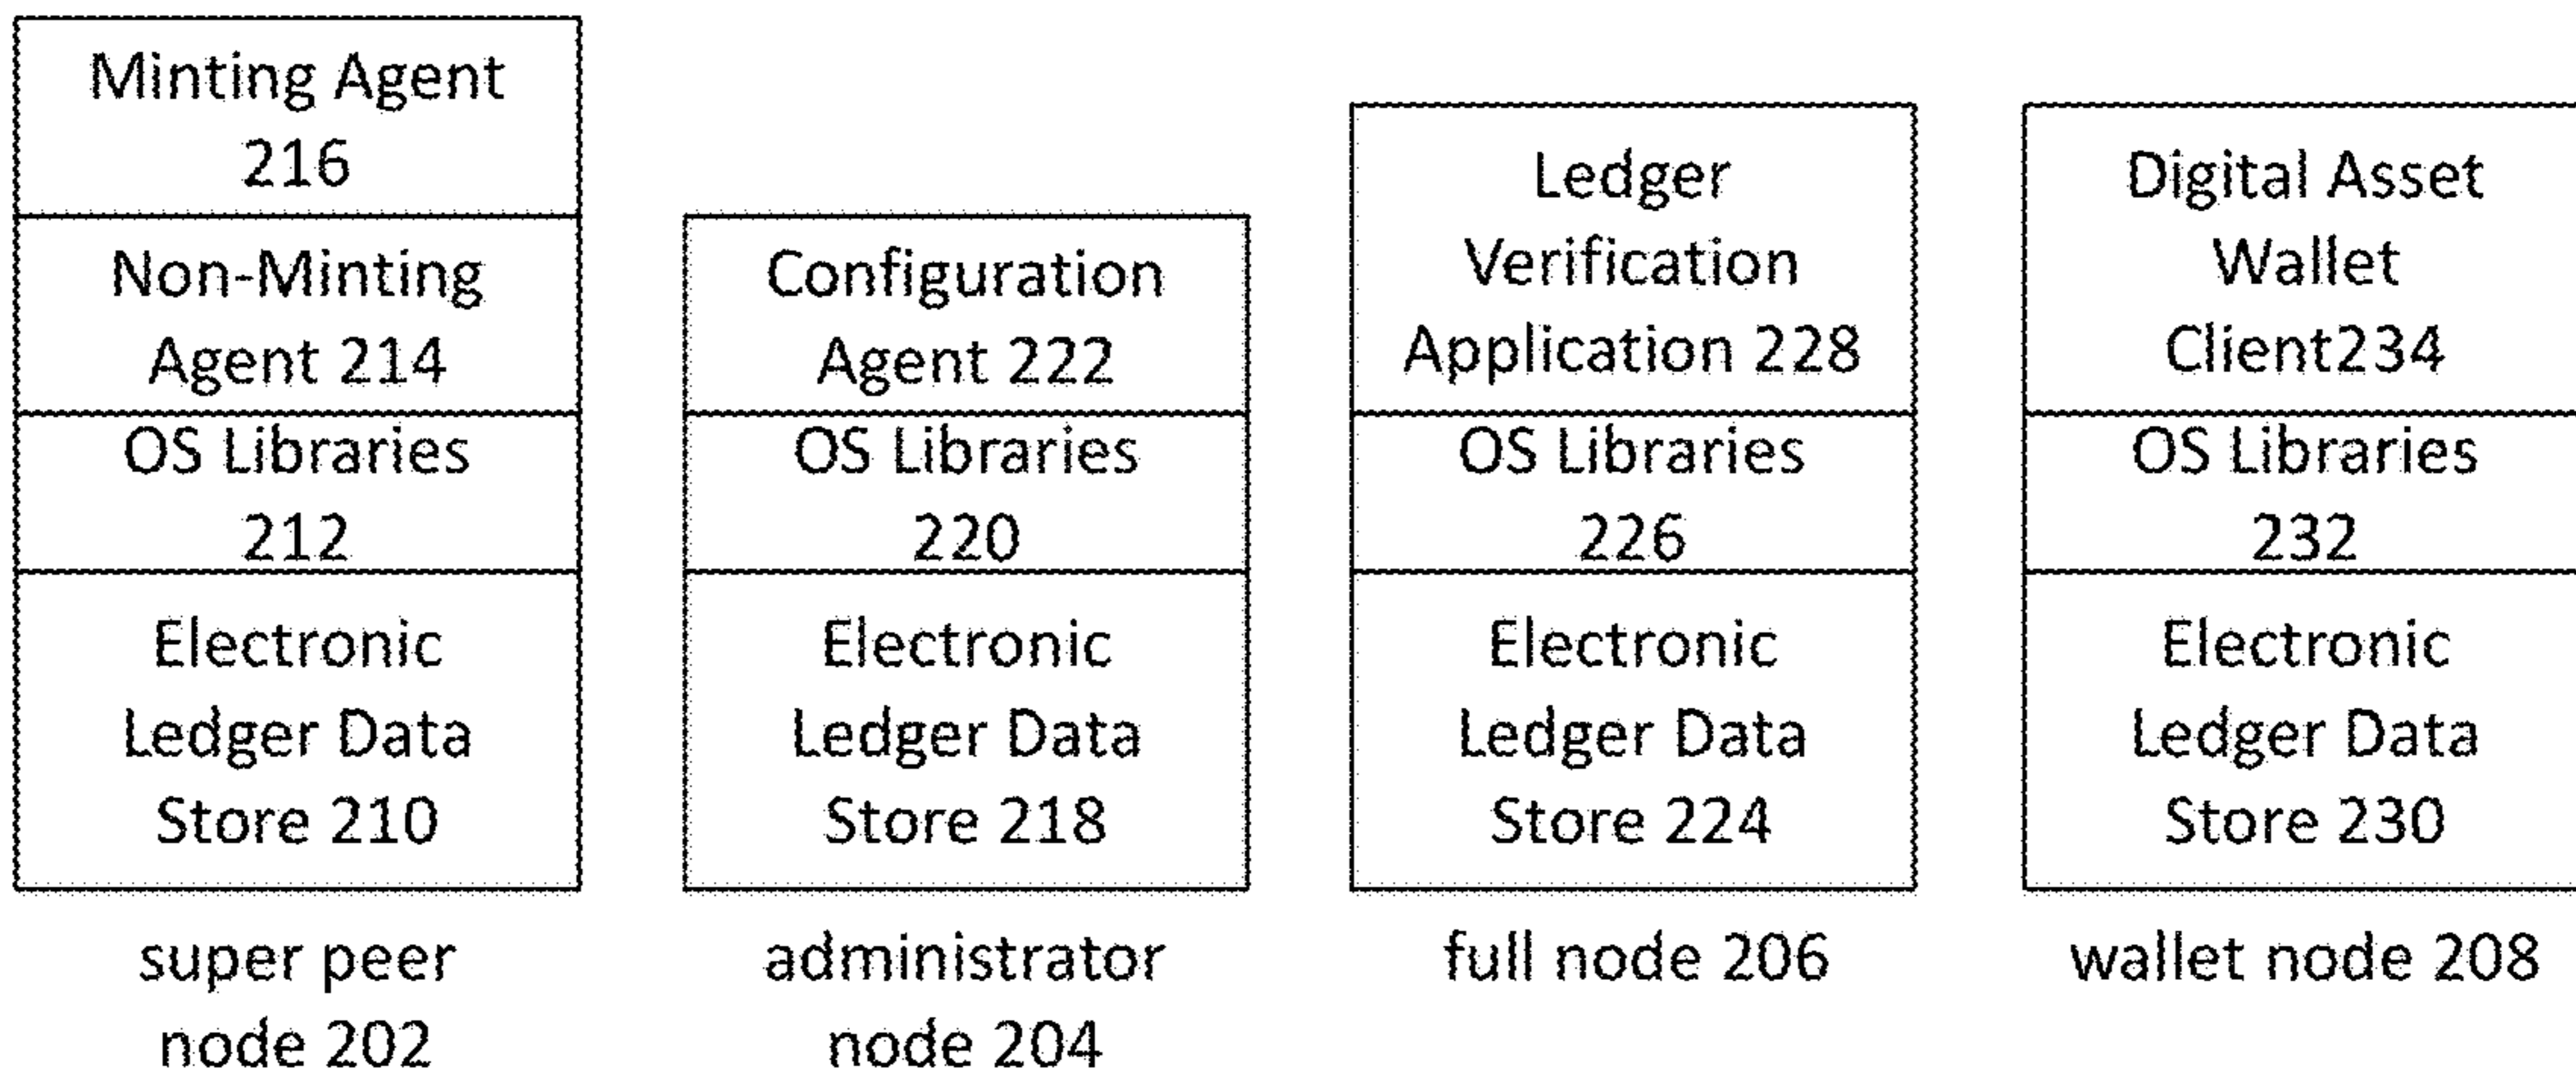 Minting Agent
216
Non-Minting
Agent 214
OS Libraries
212
Electronic
Ledger Data
Store 210
super peer
node 202
Configuration
Agent 222
OS Libraries
220
Electronic
Ledger Data
Store 218
administrator
node 204
Ledger
Verification
Application 228
OS Libraries
226
Electronic
Ledger Data
Store 224
full node 206
Digital Asset
Wallet
Client234
OS Libraries
232
Electronic
Ledger Data
Store 230
wallet node 208